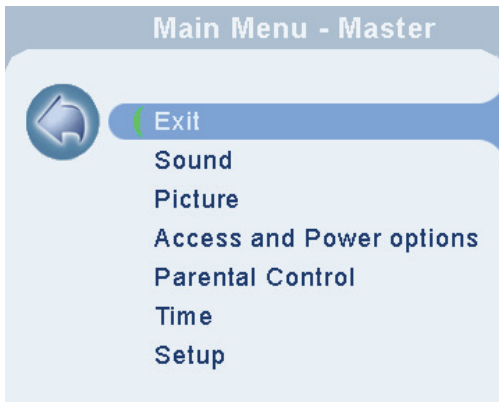 Main Menu - Master
Exit
Sound
Picture
Access and Power options
Parental Control
Time
Setup